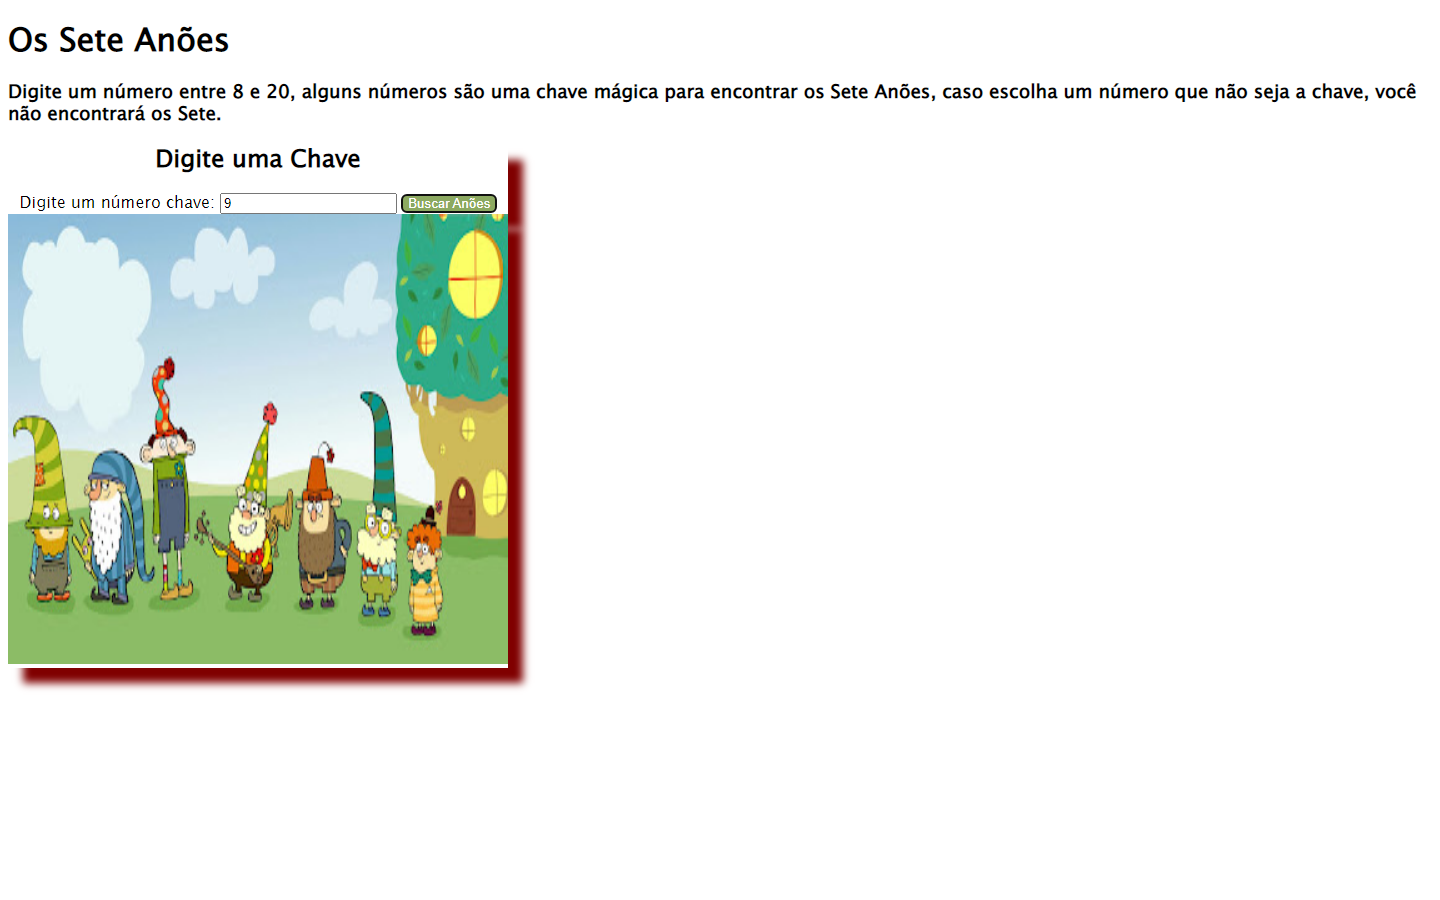 Os Sete Anões
Digite um número entre 8 e 20, alguns números são uma chave mágica para encontrar os Sete Anões, caso escolha um número que não seja a chave, você
não encontrará os Sete.
Digite uma Chave
Digite um número chave: 9 Buscar Anões